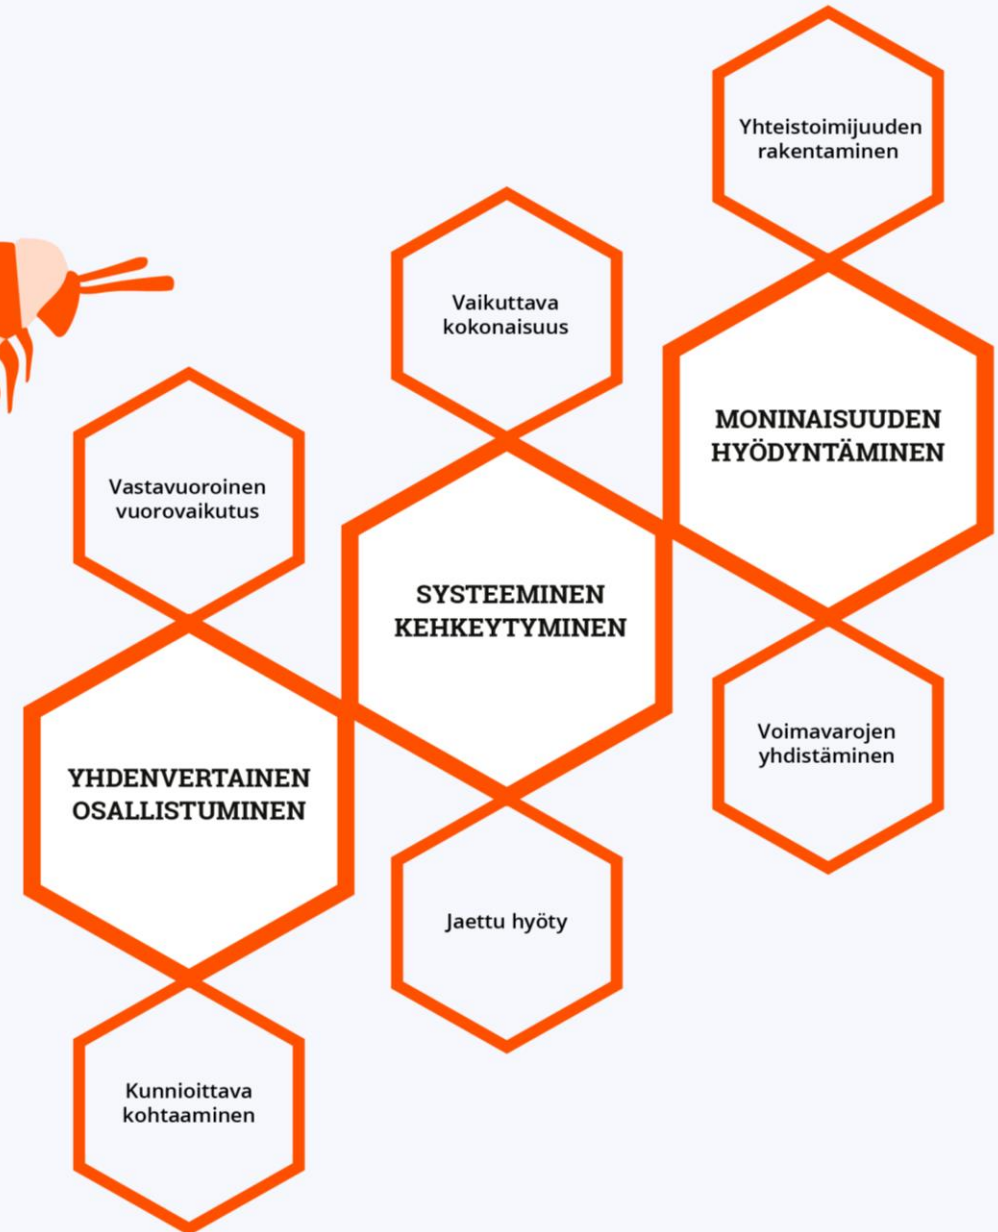 Yhteistoimijuuden
rakentaminen
Vaikuttava
kokonaisuus
MONINAISUUDEN
HYÖDYNTÄMINEN
Vastavuoroinen
vuorovaikutus
SYSTEEMINEN
KEHKEYTYMINEN
Voimavarojen
yhdistäminen
YHDENVERTAINEN
OSALLISTUMINEN
Jaettu hyöty
Kunnioittava
kohtaaminen